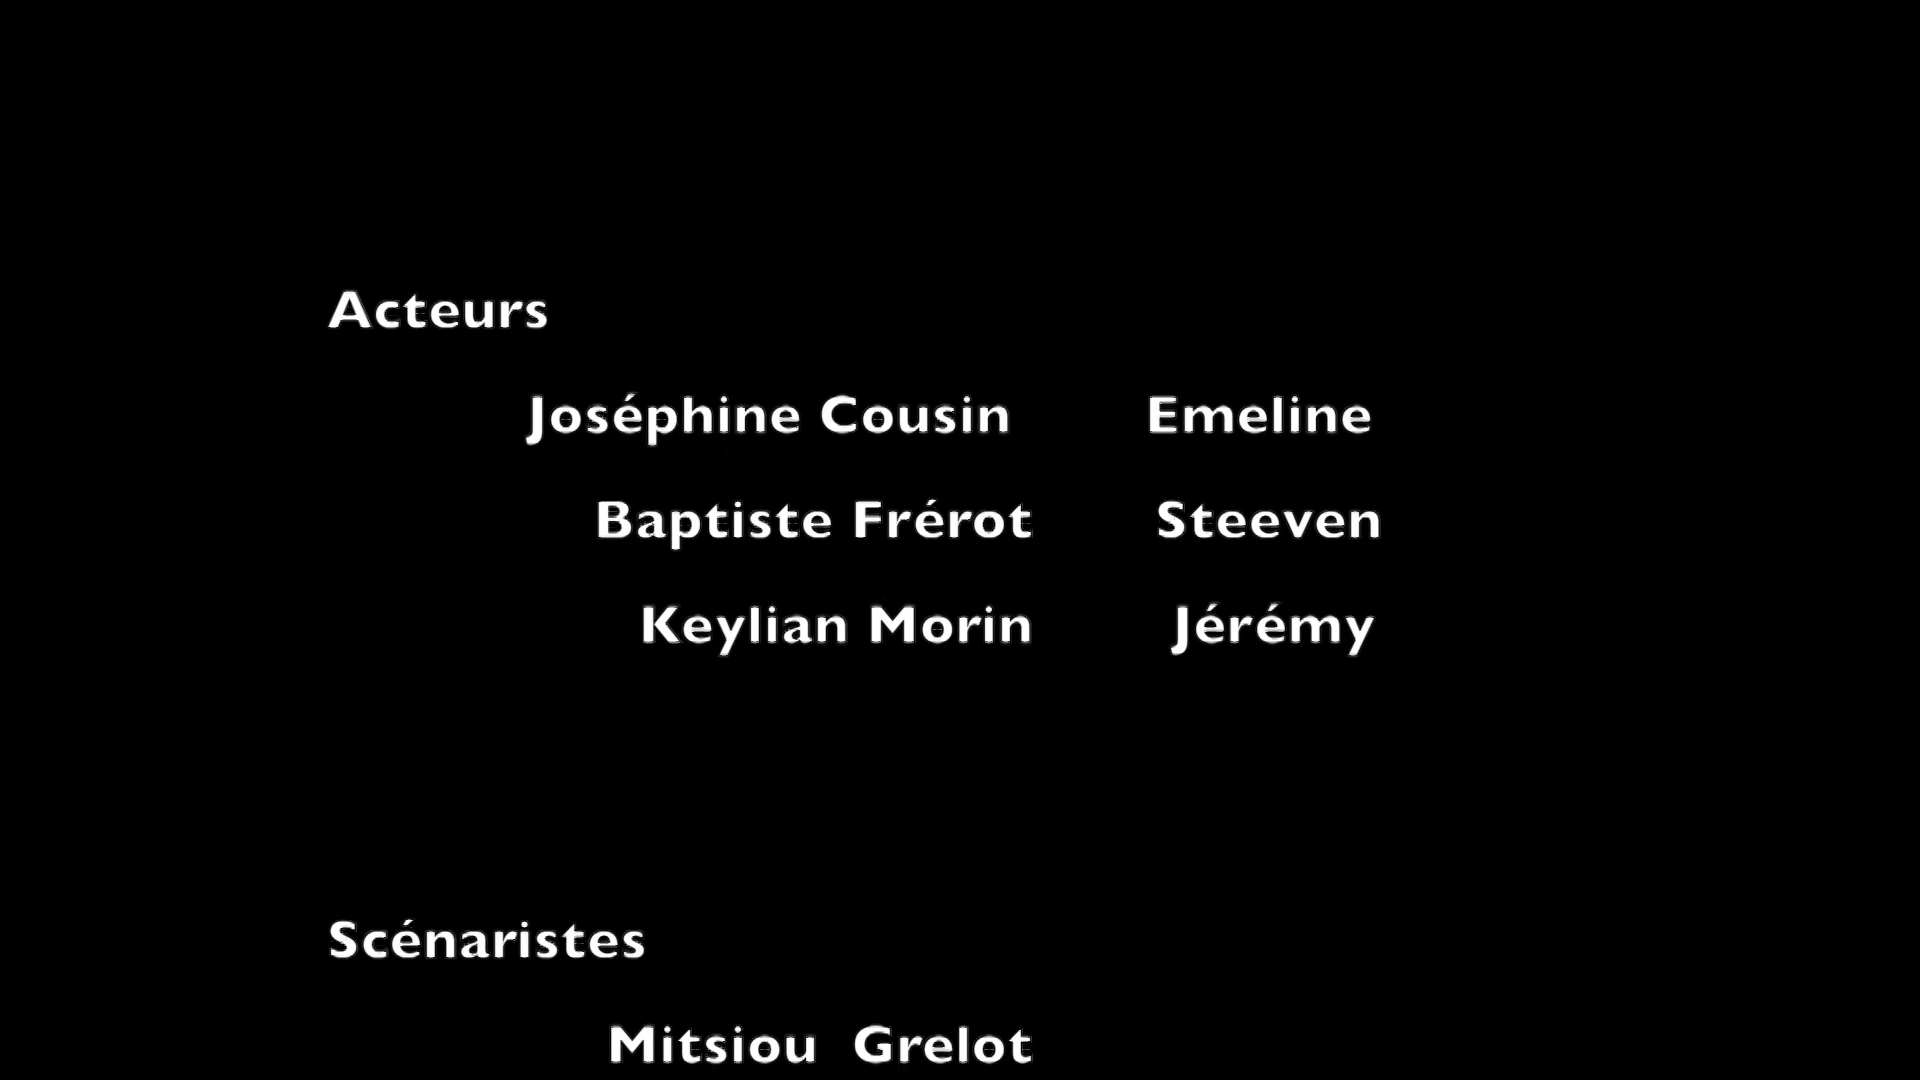 Acteurs
Joséphine Cousin Emeline
Baptiste Frérot Steeven
Keylian Morin Jérémy
Scénaristes
Mitsiou Grelot